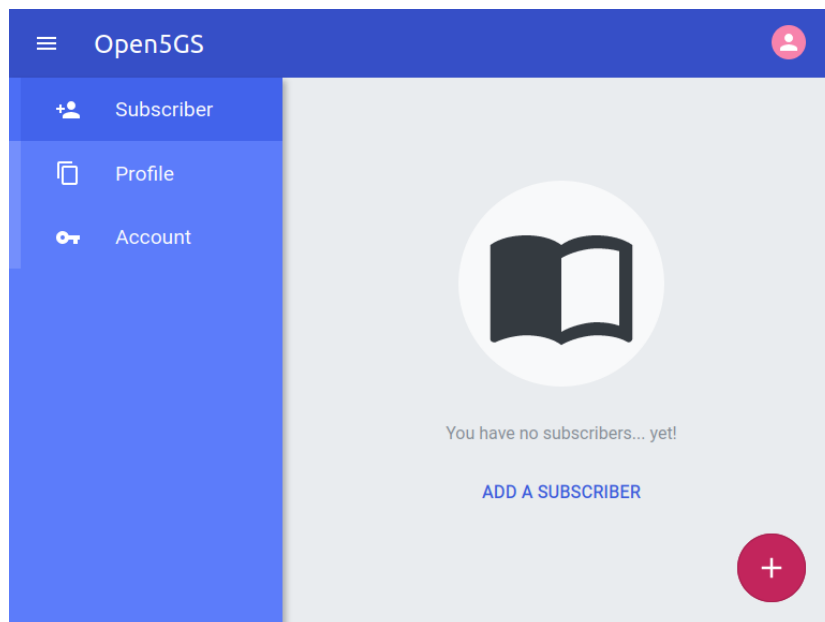 Open5GS
Subscriber
Profile
Account
You have no subscribers... yet!
ADD A SUBSCRIBER